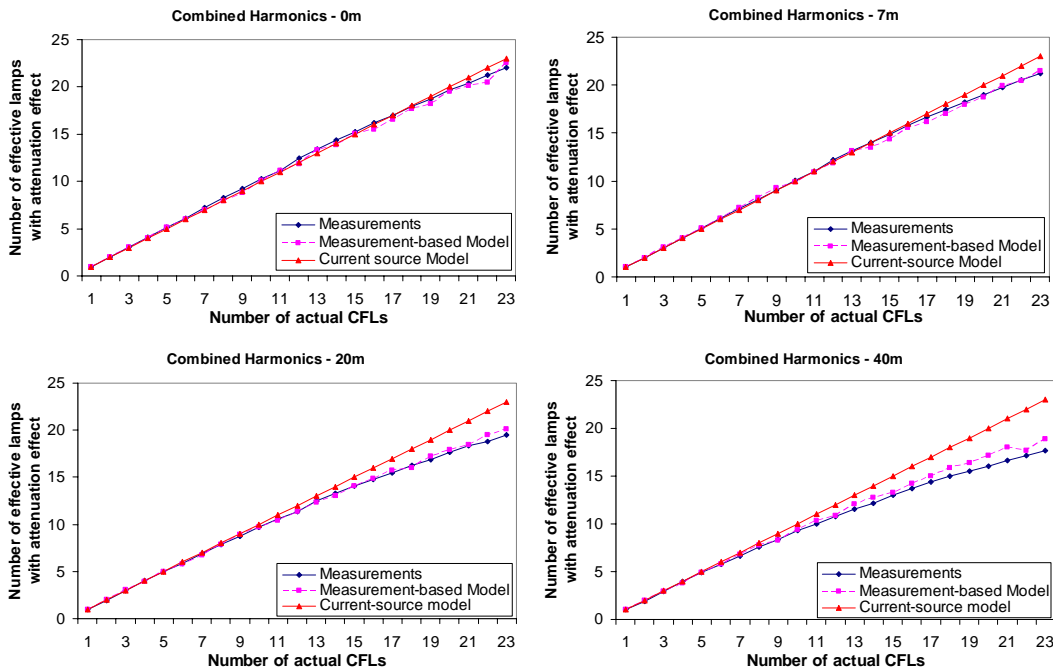 Combined Harmonics - 0m
Number of effective lamps
with attenuation effect
25
20
15
10
5
0
Measurements
Measurement-based Model
Current source Model
1 3 5 7 9 11 13 15 17 19 21 23
Number of actual CFLs
Combined Harmonics - 7m
Number of effective lamps
with attenuation effect
25
20
15
10
5
0
Measurements
Measurement-based Model
Current-source Model
1 3 5 7 9 11 13 15 17 19 21 23
Number of actual CFLs
Combined Harmonics - 20m
Number of effective lamps
with attenuation effect
25
20
15
10
5
0
Measurements
Measurement-based Model
Current-source model
1 3 5 7 9 11 13 15 17 19 21 23
Number of actual CFLs
Combined Harmonics - 40m
Number of effective lamps
with attenuation effect
25
20
15
10
5
0
Measurements
Measurement-based Model
Current-source model
1 3 5 7 9 11 13 15 17 19 21 23
Number of actual CFLs